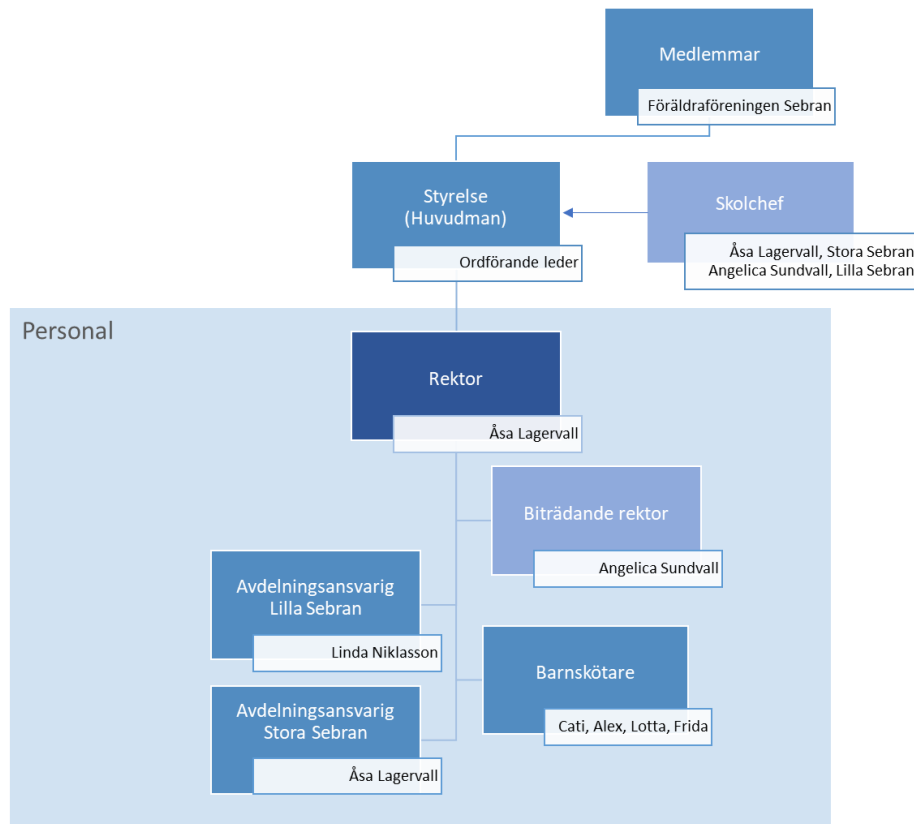 Medlemmar
Föräldraföreningen Sebran
Styrelse
(Huvudman)
Ordförande leder
Skolchef
Åsa Lagervall, Stora Sebran
Angelica Sundvall, Lilla Sebran
Personal
Rektor
Åsa Lagervall
Biträdande rektor
Angelica Sundvall
Avdelningsansvarig
Lilla Sebran
Linda Niklasson
Barnskötare
Cati, Alex, Lotta, Frida
Avdelningsansvarig
Stora Sebran
Åsa Lagervall